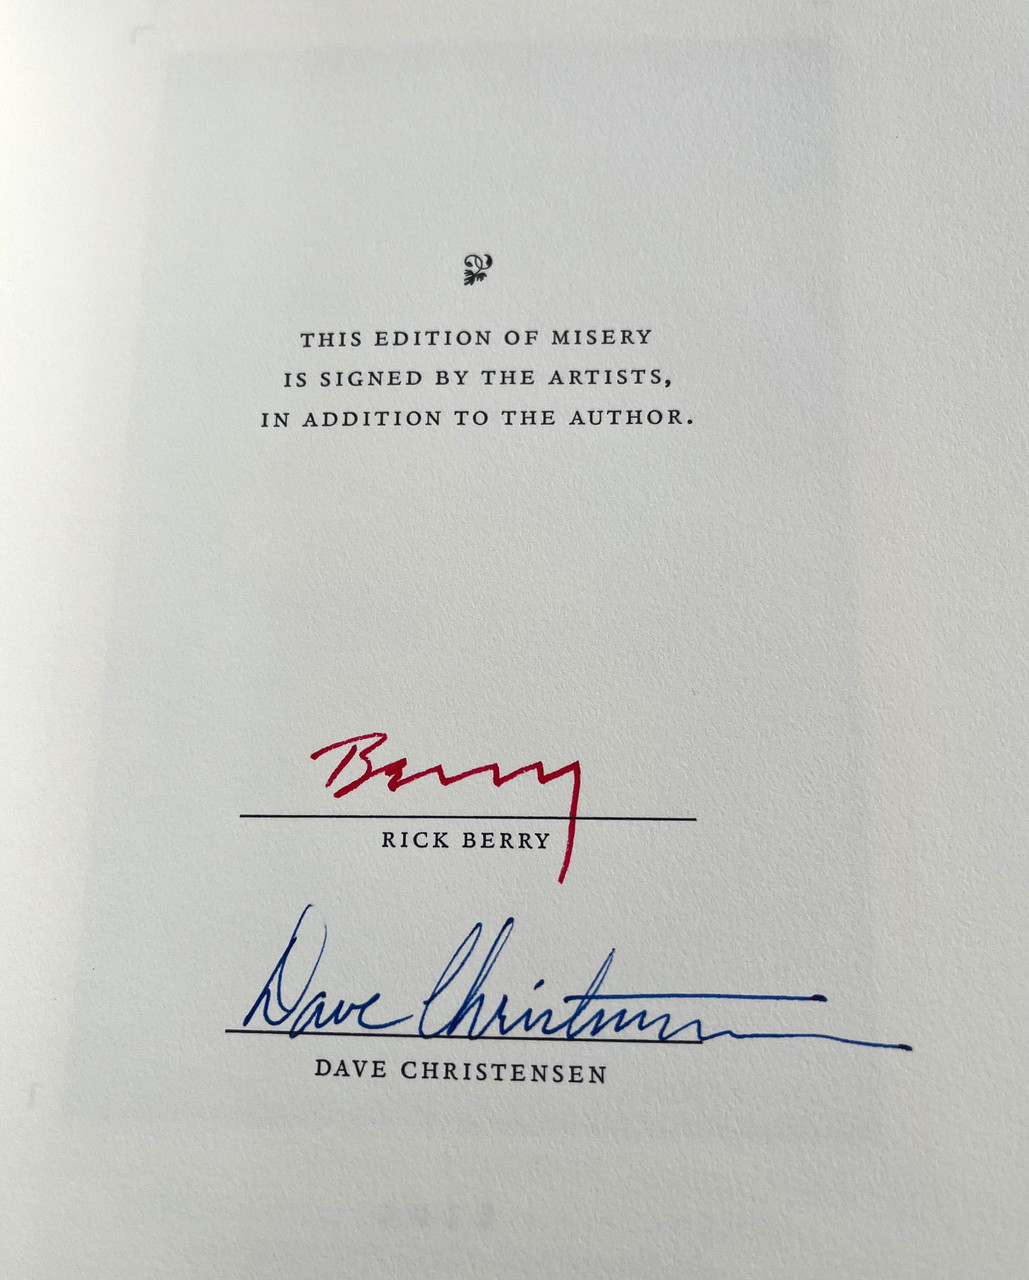 THIS EDITION OF MISERY
IS SIGNED BY THE ARTISTS,
IN ADDITION TO THE AUTHOR.
Berry
RICK BERRY
Dave Christensen
DAVE CHRISTENSEN